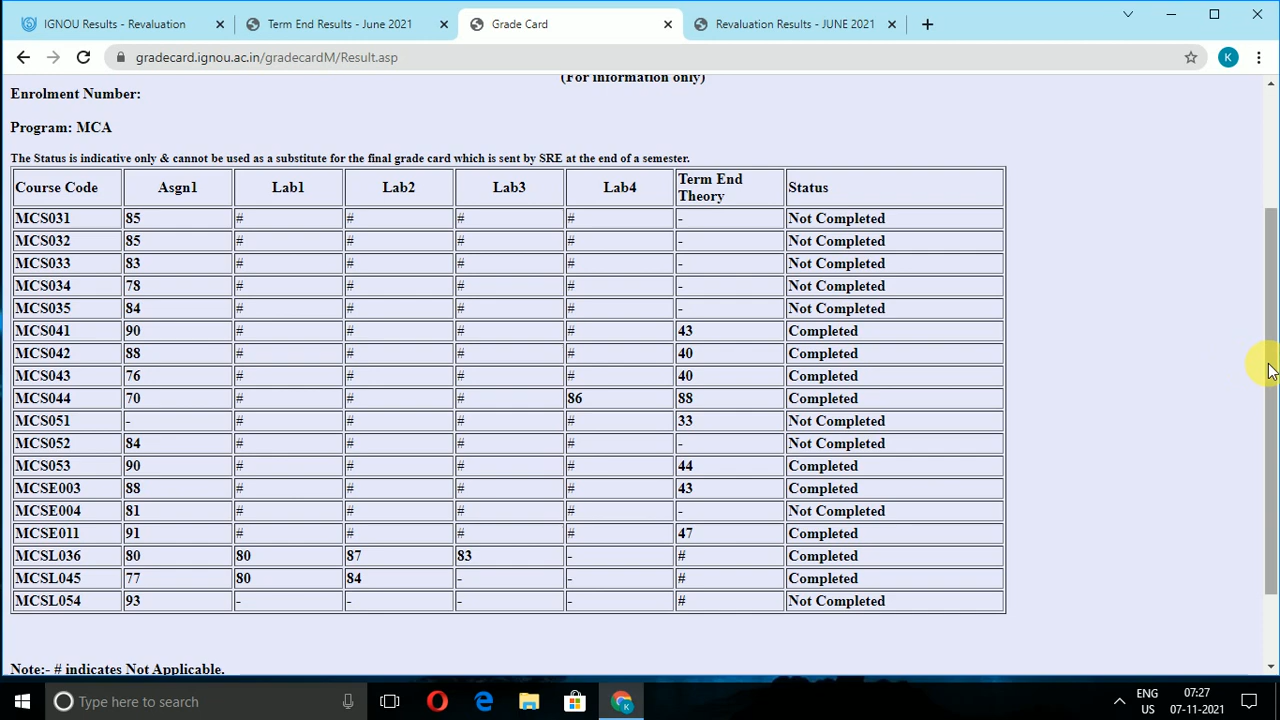 IGNOU Results - Revaluation
Term End Results - June 2021
Grade Card
Revaluation Results - JUNE 2021
gradecard.ignou.ac.in/gradecardM/Result.asp
K
(For information only)
Enrolment Number:
Program: MCA
The Status is indicative only & cannot be used as a substitute for the final grade card which is sent by SRE at the end of a semester.
Course Code Asgn1 Lab1 Lab2 Lab3 Lab4 Term End Theory Status
MCS031 85 # # # # - Not Completed
MCS032 85 # # # # - Not Completed
MCS033 83 # # # # - Not Completed
MCS034 78 # # # # - Not Completed
MCS035 84 # # # # - Not Completed
MCS041 90 # # # # 43 Completed
MCS042 88 # # # # 40 Completed
MCS043 76 # # # # 40 Completed
MCS044 70 # # # 86 88 Completed
MCS051 - # # # # 33 Not Completed
MCS052 84 # # # # - Not Completed
MCS053 90 # # # # 44 Completed
MCSE003 88 # # # # 43 Completed
MCSE004 81 # # # # - Not Completed
MCSE011 91 # # # # 47 Completed
MCSL036 80 80 87 83 - # Completed
MCSL045 77 80 84 - - # Completed
MCSL054 93 - - - - # Not Completed
Note:- # indicates Not Applicable.
Type here to search
K
ENG
US
07:27
07-11-2021